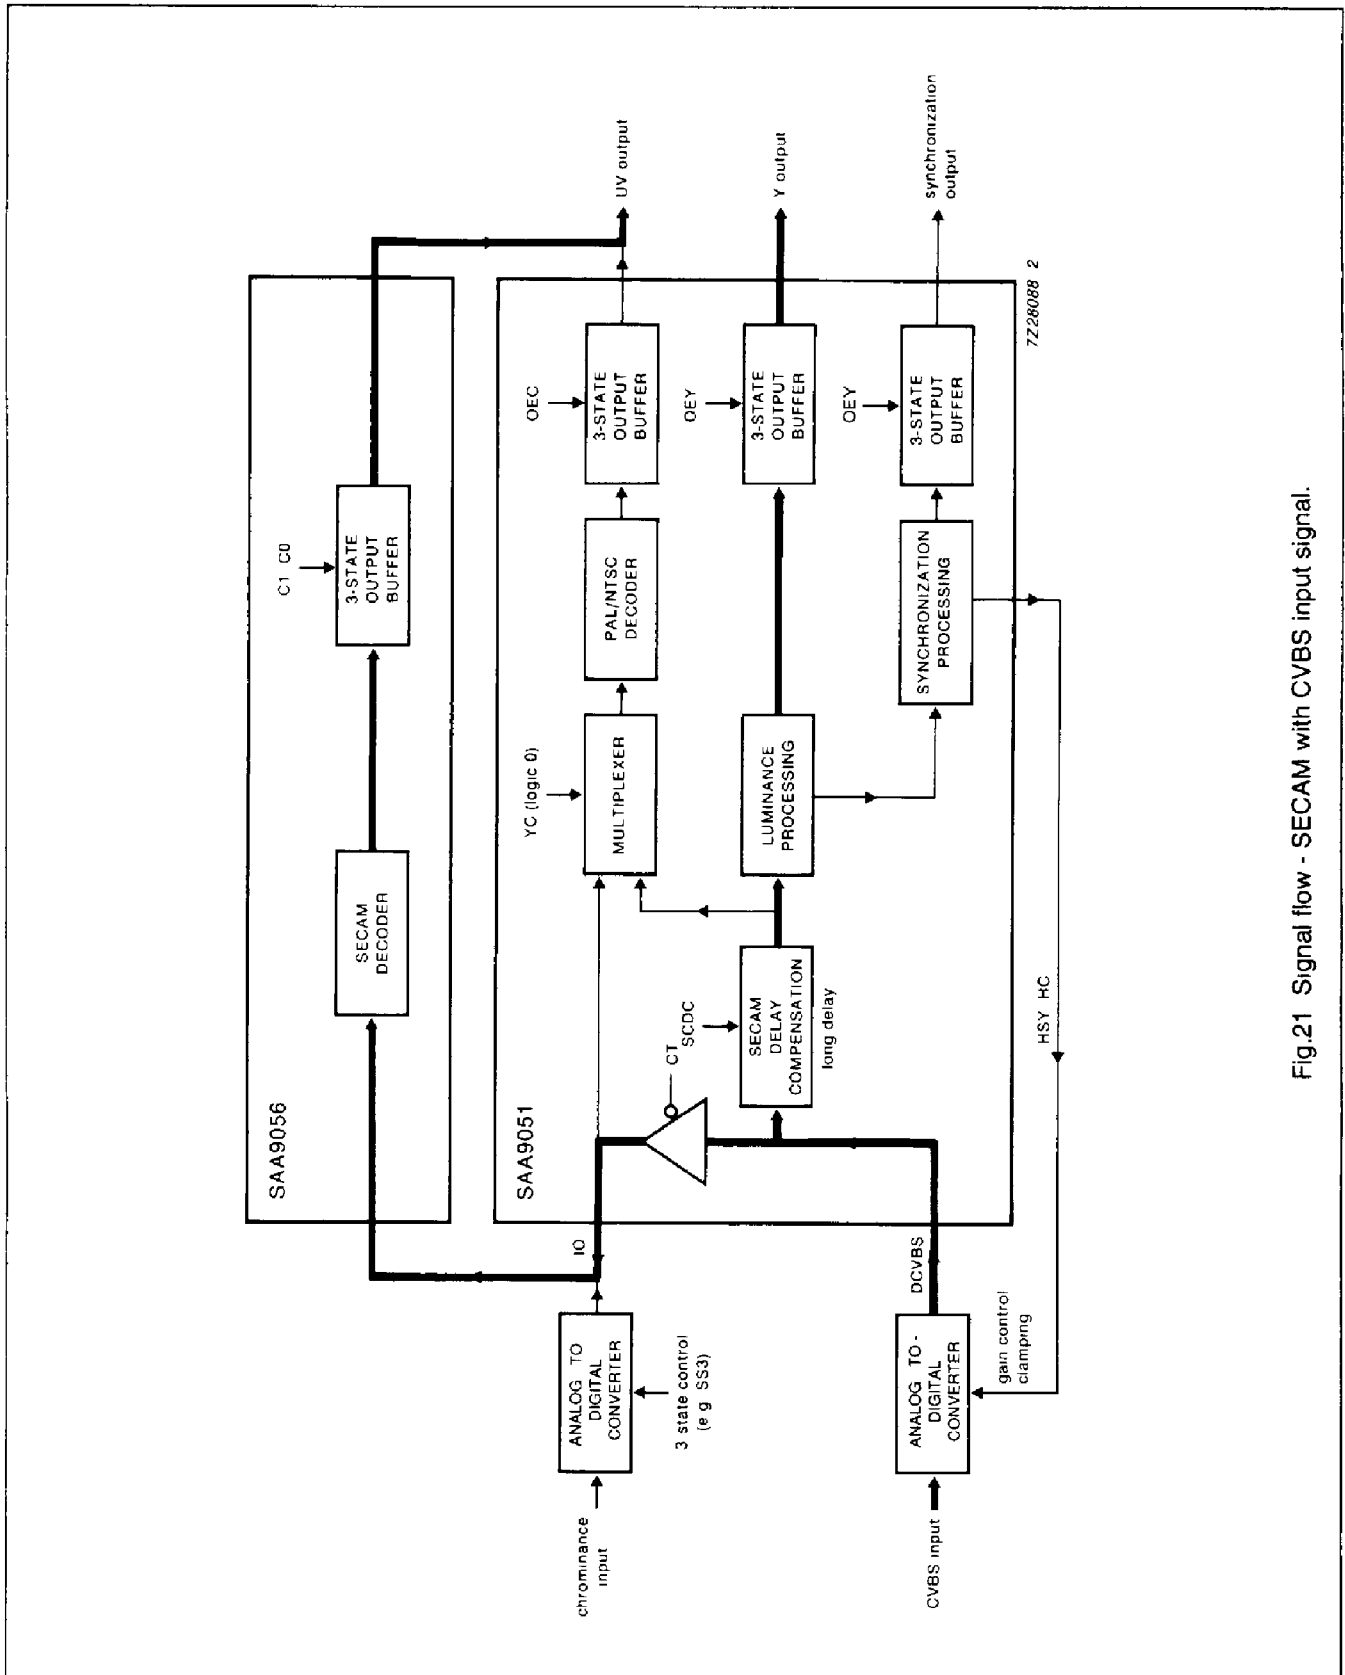 SAA9056
SECAM
DECODER
C1 C0
3-STATE
OUTPUT
BUFFER
UV output
SAA9051
chrominance
input
ANALOG TO
DIGITAL
CONVERTER
3 state control
(e g SS3)
IO
YC (logic 0)
MULTIPLEXER
PAL/NTSC
DECODER
OEC
3-STATE
OUTPUT
BUFFER
CT
SCDC
SECAM
DELAY
COMPENSATION
long delay
LUMINANCE
PROCESSING
OEY
3-STATE
OUTPUT
BUFFER
Y output
CVBS input
ANALOG TO -
DIGITAL
CONVERTER
DCVBS
gain control
clamping
SYNCHRONIZATION
PROCESSING
OEY
3-STATE
OUTPUT
BUFFER
synchronization
output
HSY HC
7Z28088 2
Fig.21 Signal flow - SECAM with CVBS input signal.